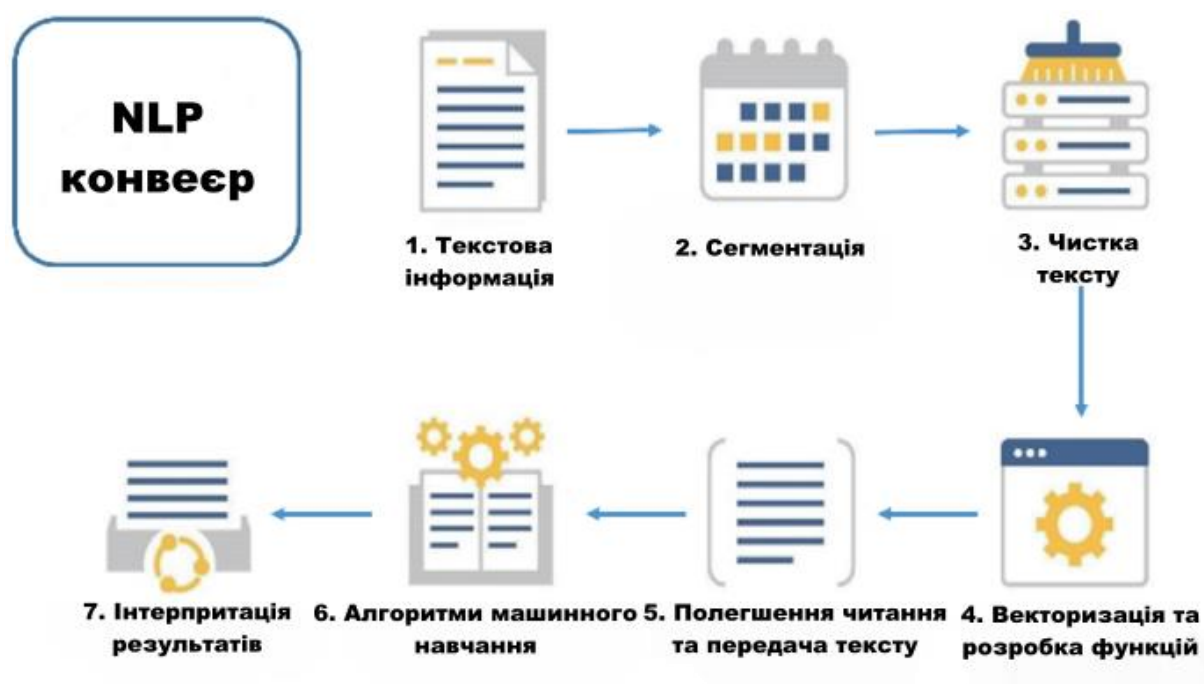 NLP
конвеєр
1. Текстова
інформація
2. Сегментація
3. Чистка
тексту
4. Векторизація та
розробка функцій
5. Полегшення читання
та передача тексту
6. Алгоритми машинного
навчання
7. Інтерпритація
результатів